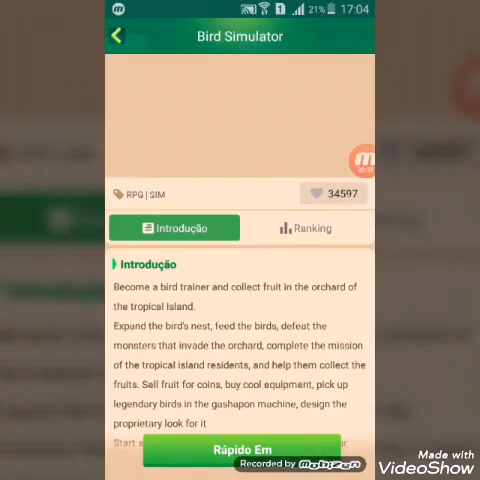 21% 17:04
Bird Simulator
RPG | SIM
34597
Introdução
Ranking
Introdução
Become a bird trainer and collect fruit in the orchard of
the tropical Island.
Expand the bird's nest, feed the birds, defeat the
monsters that invade the orchard, complete the mission
of the tropical island residents, and help them collect the
fruits. Sell fruit for coins, buy cool equipment, pick up
legendary birds in the gashapon machine, design the
proprietary look for it
Start a
Rápido Em
Recorded by Mobizen
Made with
VideoShow